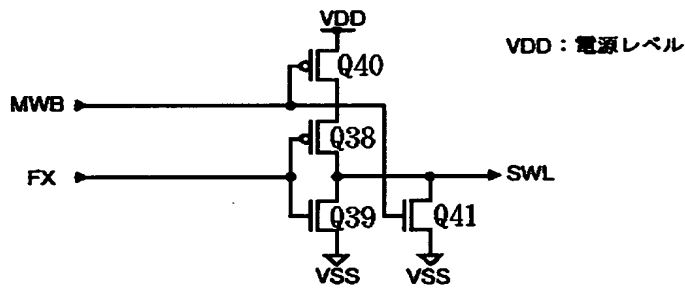 VDD
VDD：電源レベル
Q40
MWB
Q38
FX
SWL
Q39
Q41
VSS
VSS